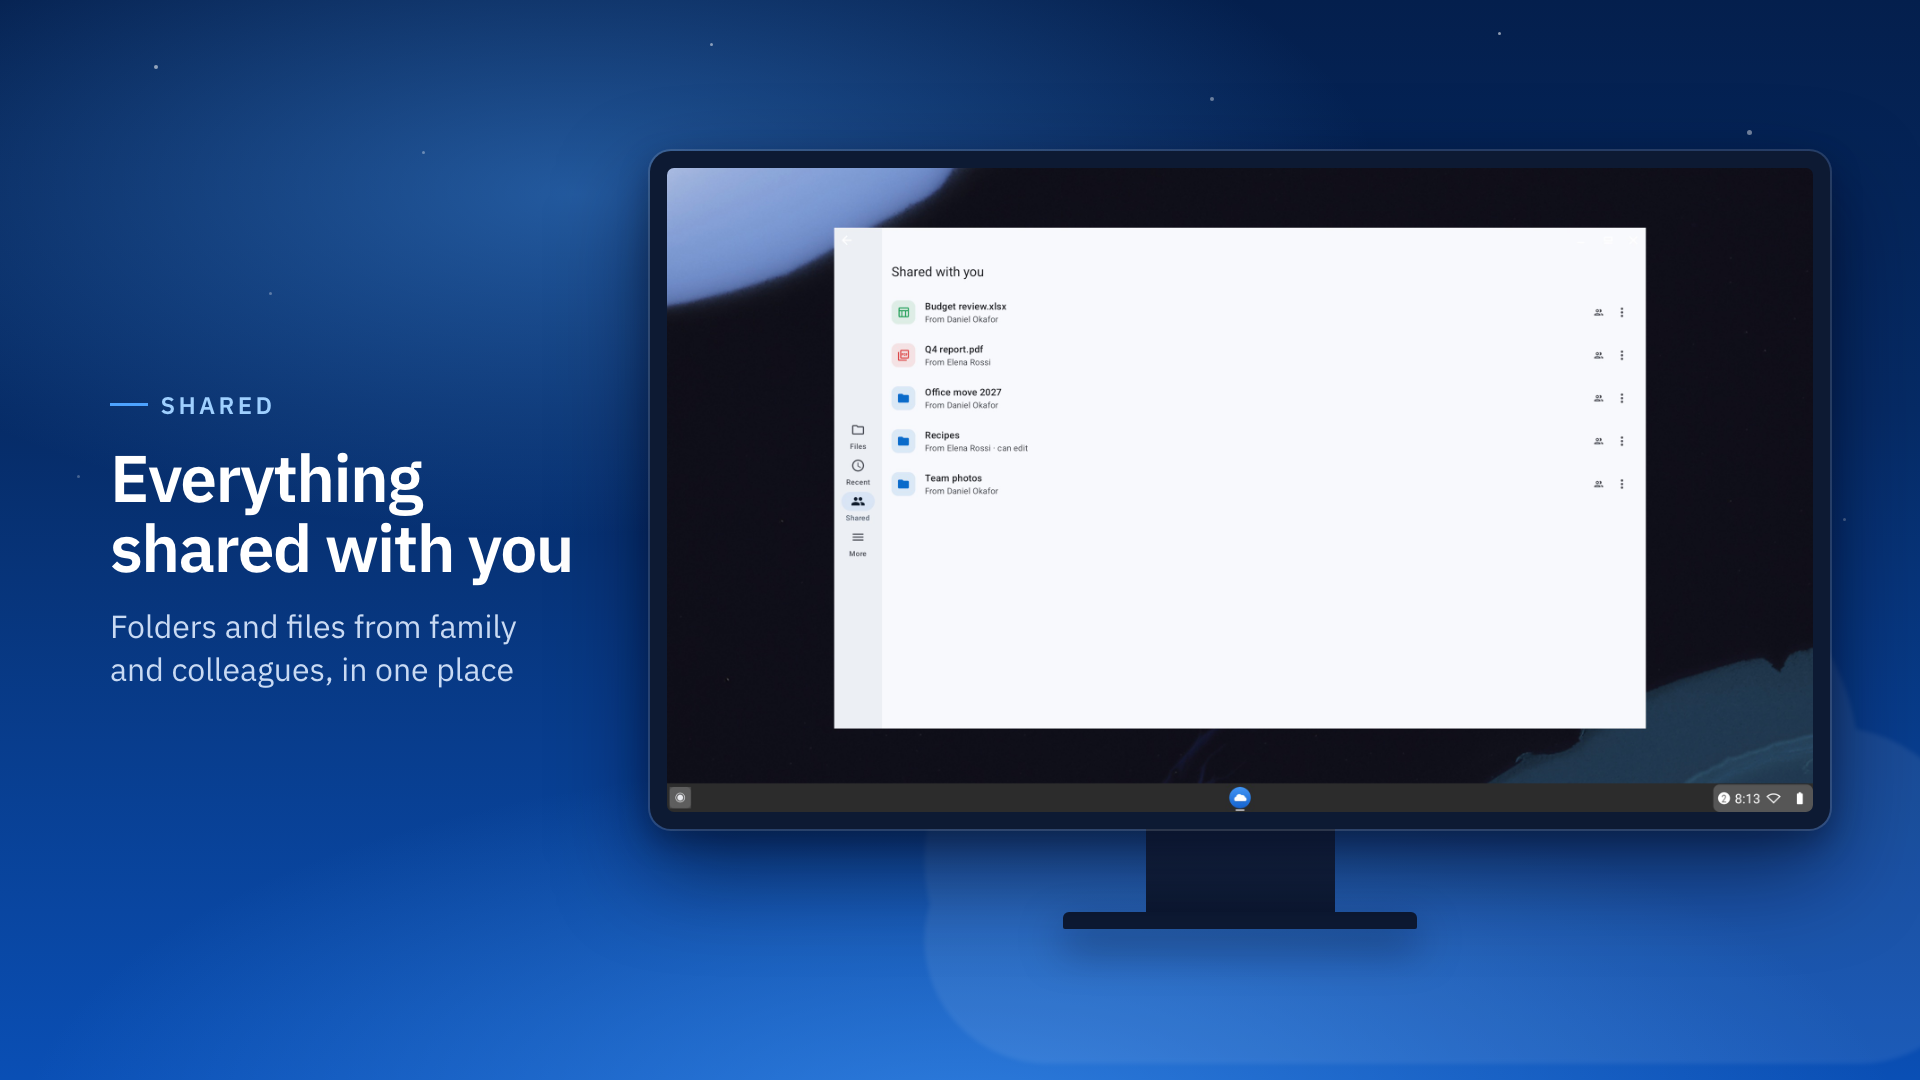 SHARED
Everything
shared with you
Folders and files from family
and colleagues, in one place
Shared with you
Budget review.xlsx
From Daniel Okafor
Q4 report.pdf
From Elena Rossi
Office move 2027
From Daniel Okafor
Recipes
From Elena Rossi · can edit
Team photos
From Daniel Okafor
Files
Recent
Shared
More
2 8:13